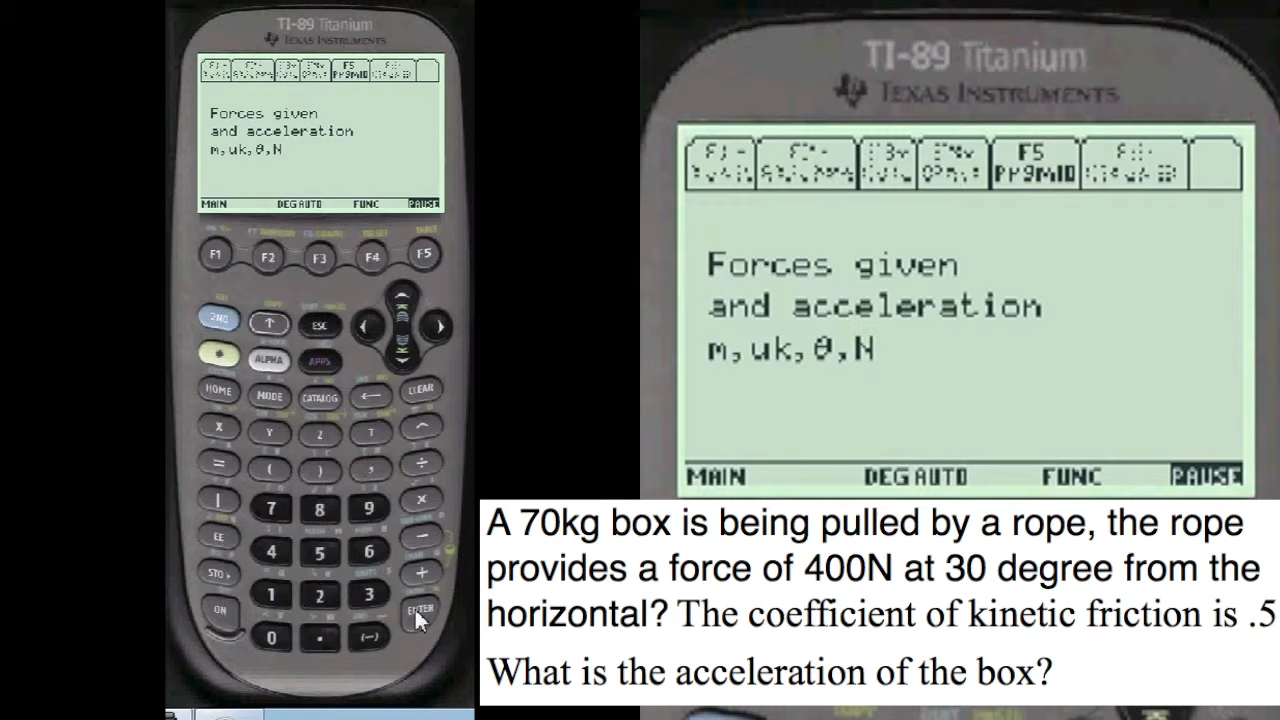 TI-89 Titanium
TEXAS INSTRUMENTS
F5
PrgmIO
Forces given
and acceleration
m,uk,θ,N
MAIN DEG AUTO FUNC PAUSE
F1 F2 F3 F4 F5
2ND ↑ ESC
ALPHA APPS
HOME MODE CATALOG ← CLEAR
X Y Z T ^
= ( ) , ÷
| 7 8 9 ×
EE 4 5 6 −
STO▸ 1 2 3 +
ON 0 . (−) ENTER
TI-89 Titanium
TEXAS INSTRUMENTS
F5
PrgmIO
Forces given
and acceleration
m,uk,θ,N
MAIN DEG AUTO FUNC PAUSE
A 70kg box is being pulled by a rope, the rope
provides a force of 400N at 30 degree from the
horizontal? The coefficient of kinetic friction is .5
What is the acceleration of the box?